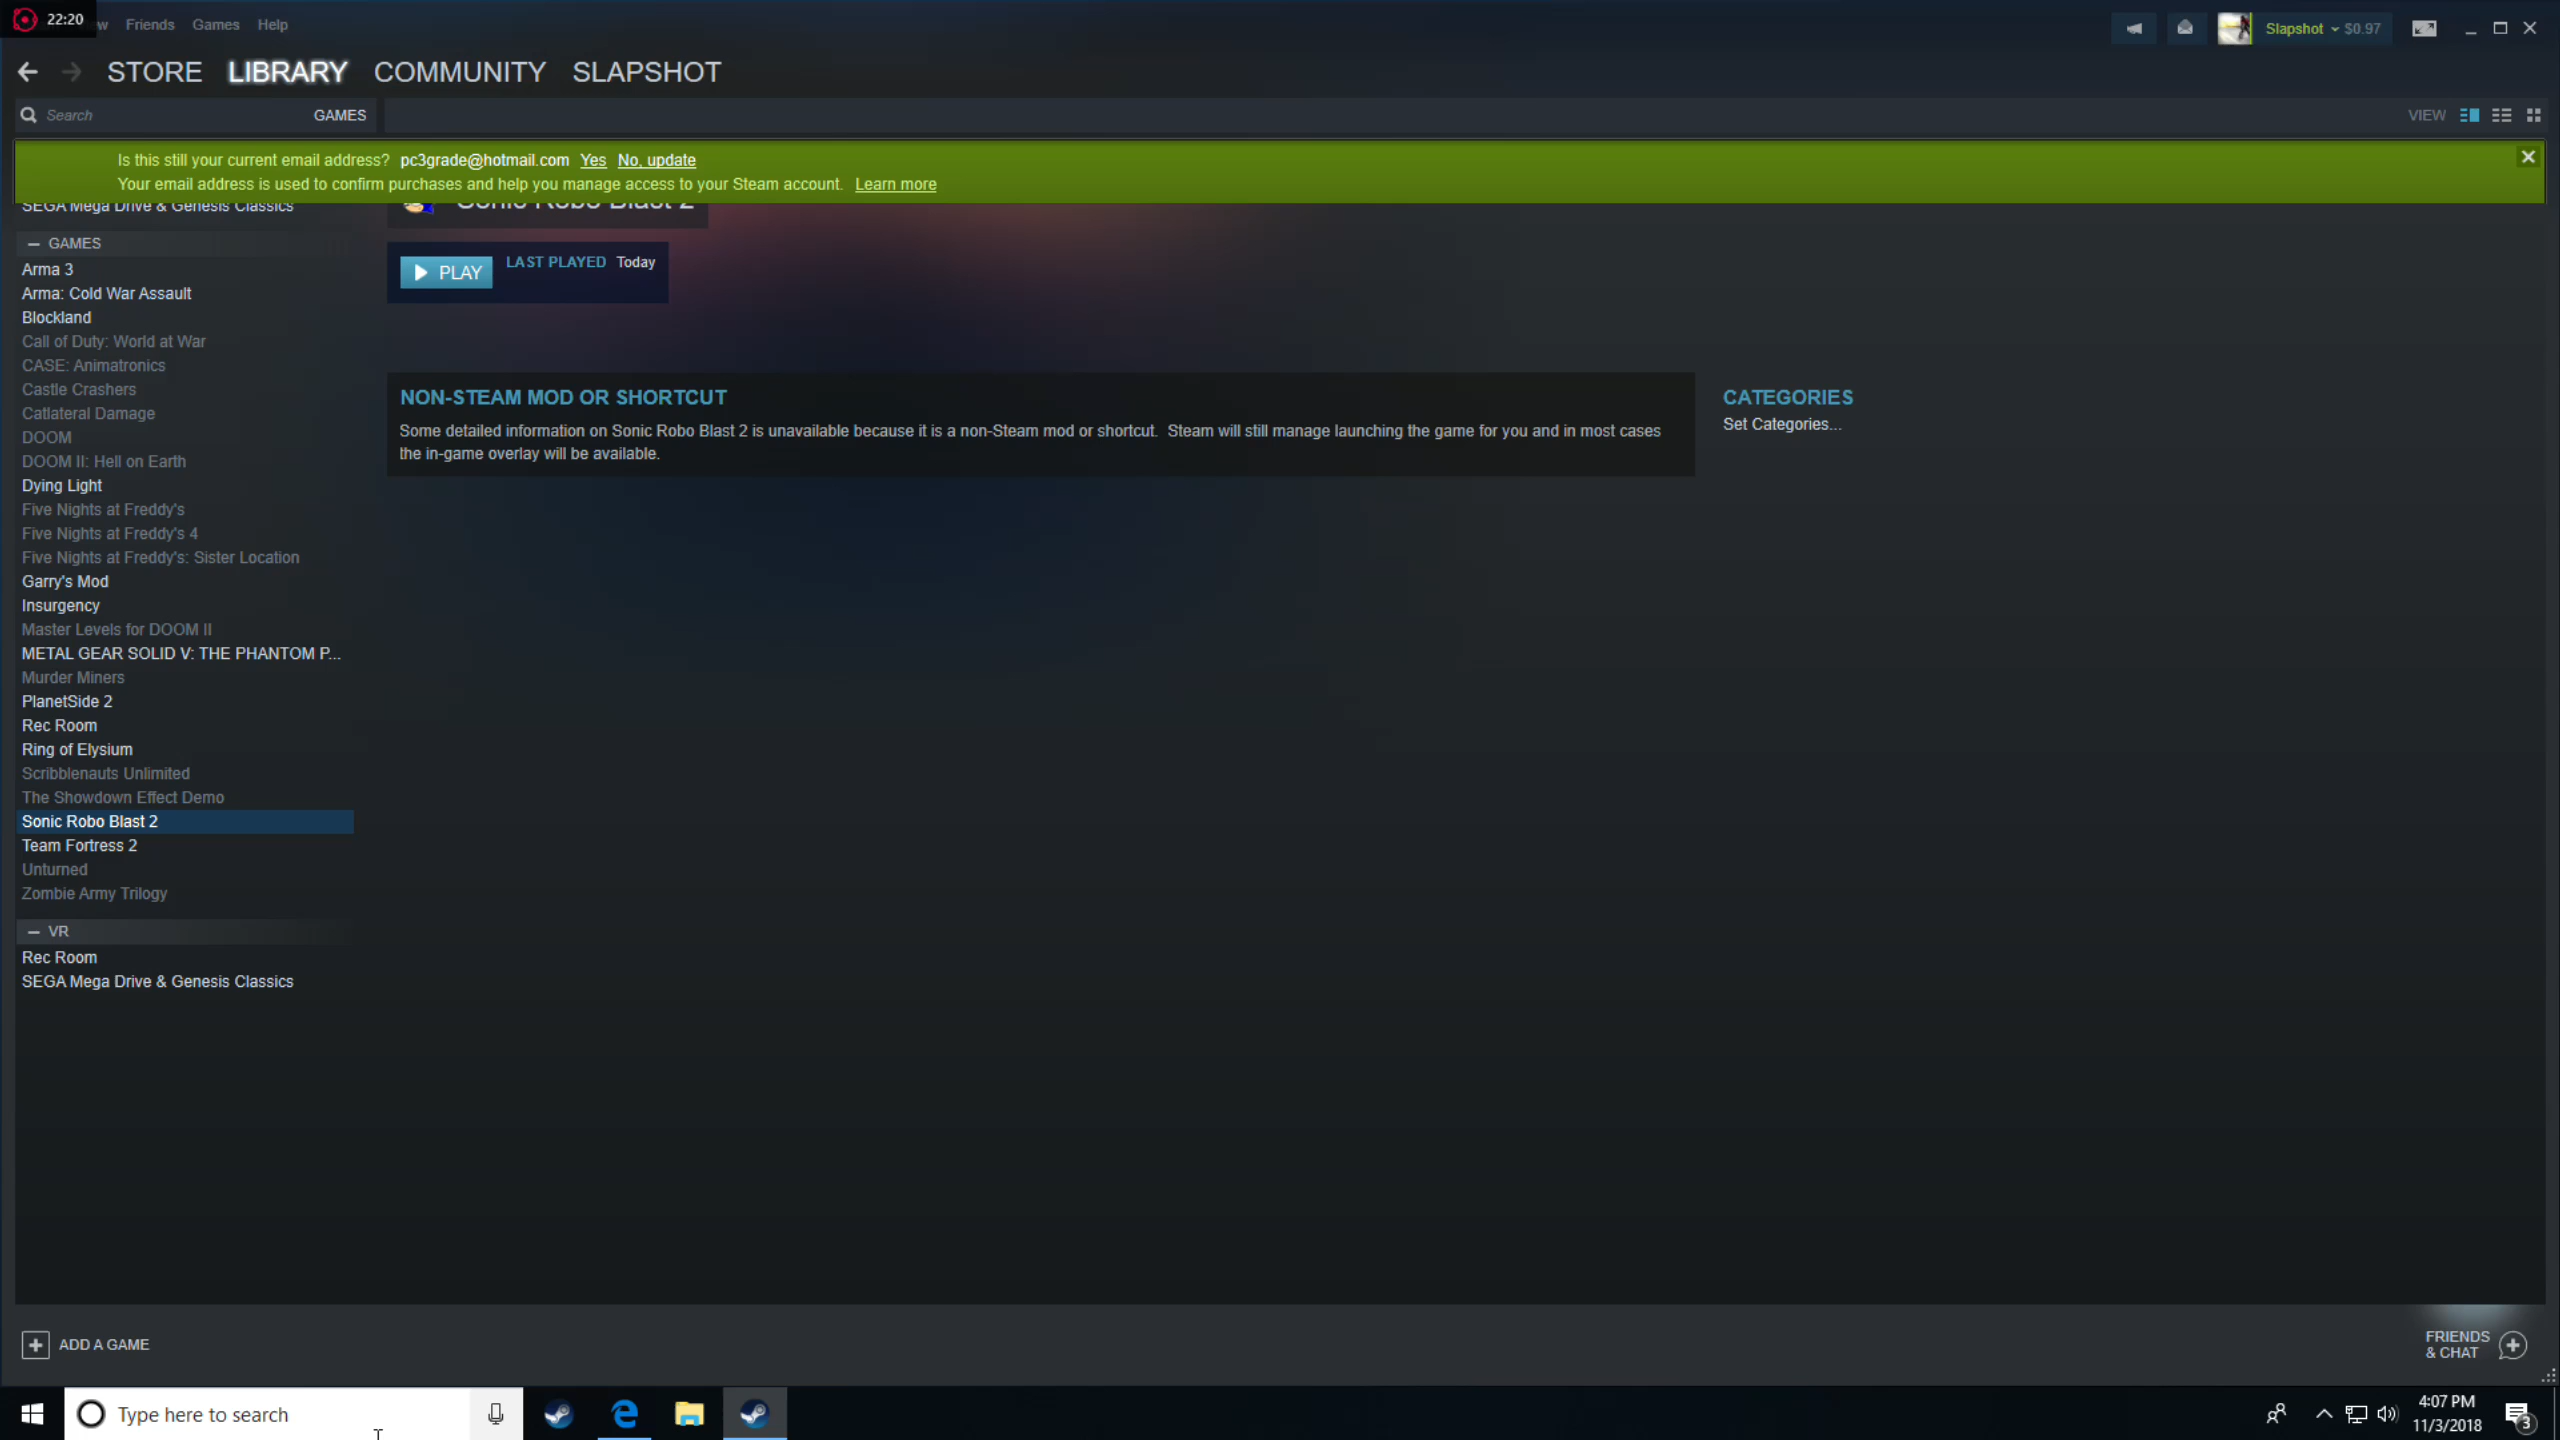 22:20
w Friends Games Help
Slapshot $0.97
STORE LIBRARY COMMUNITY SLAPSHOT
Search GAMES
VIEW
Is this still your current email address? pc3grade@hotmail.com Yes No, update
Your email address is used to confirm purchases and help you manage access to your Steam account. Learn more
SEGA Mega Drive & Genesis Classics
Sonic Robo Blast 2
GAMES
Arma 3
Arma: Cold War Assault
Blockland
Call of Duty: World at War
CASE: Animatronics
Castle Crashers
Catlateral Damage
DOOM
DOOM II: Hell on Earth
Dying Light
Five Nights at Freddy's
Five Nights at Freddy's 4
Five Nights at Freddy's: Sister Location
Garry's Mod
Insurgency
Master Levels for DOOM II
METAL GEAR SOLID V: THE PHANTOM P...
Murder Miners
PlanetSide 2
Rec Room
Ring of Elysium
Scribblenauts Unlimited
The Showdown Effect Demo
Sonic Robo Blast 2
Team Fortress 2
Unturned
Zombie Army Trilogy
VR
Rec Room
SEGA Mega Drive & Genesis Classics
PLAY
LAST PLAYED Today
NON-STEAM MOD OR SHORTCUT
Some detailed information on Sonic Robo Blast 2 is unavailable because it is a non-Steam mod or shortcut. Steam will still manage launching the game for you and in most cases
the in-game overlay will be available.
CATEGORIES
Set Categories...
ADD A GAME
FRIENDS
& CHAT
Type here to search
4:07 PM
11/3/2018
3